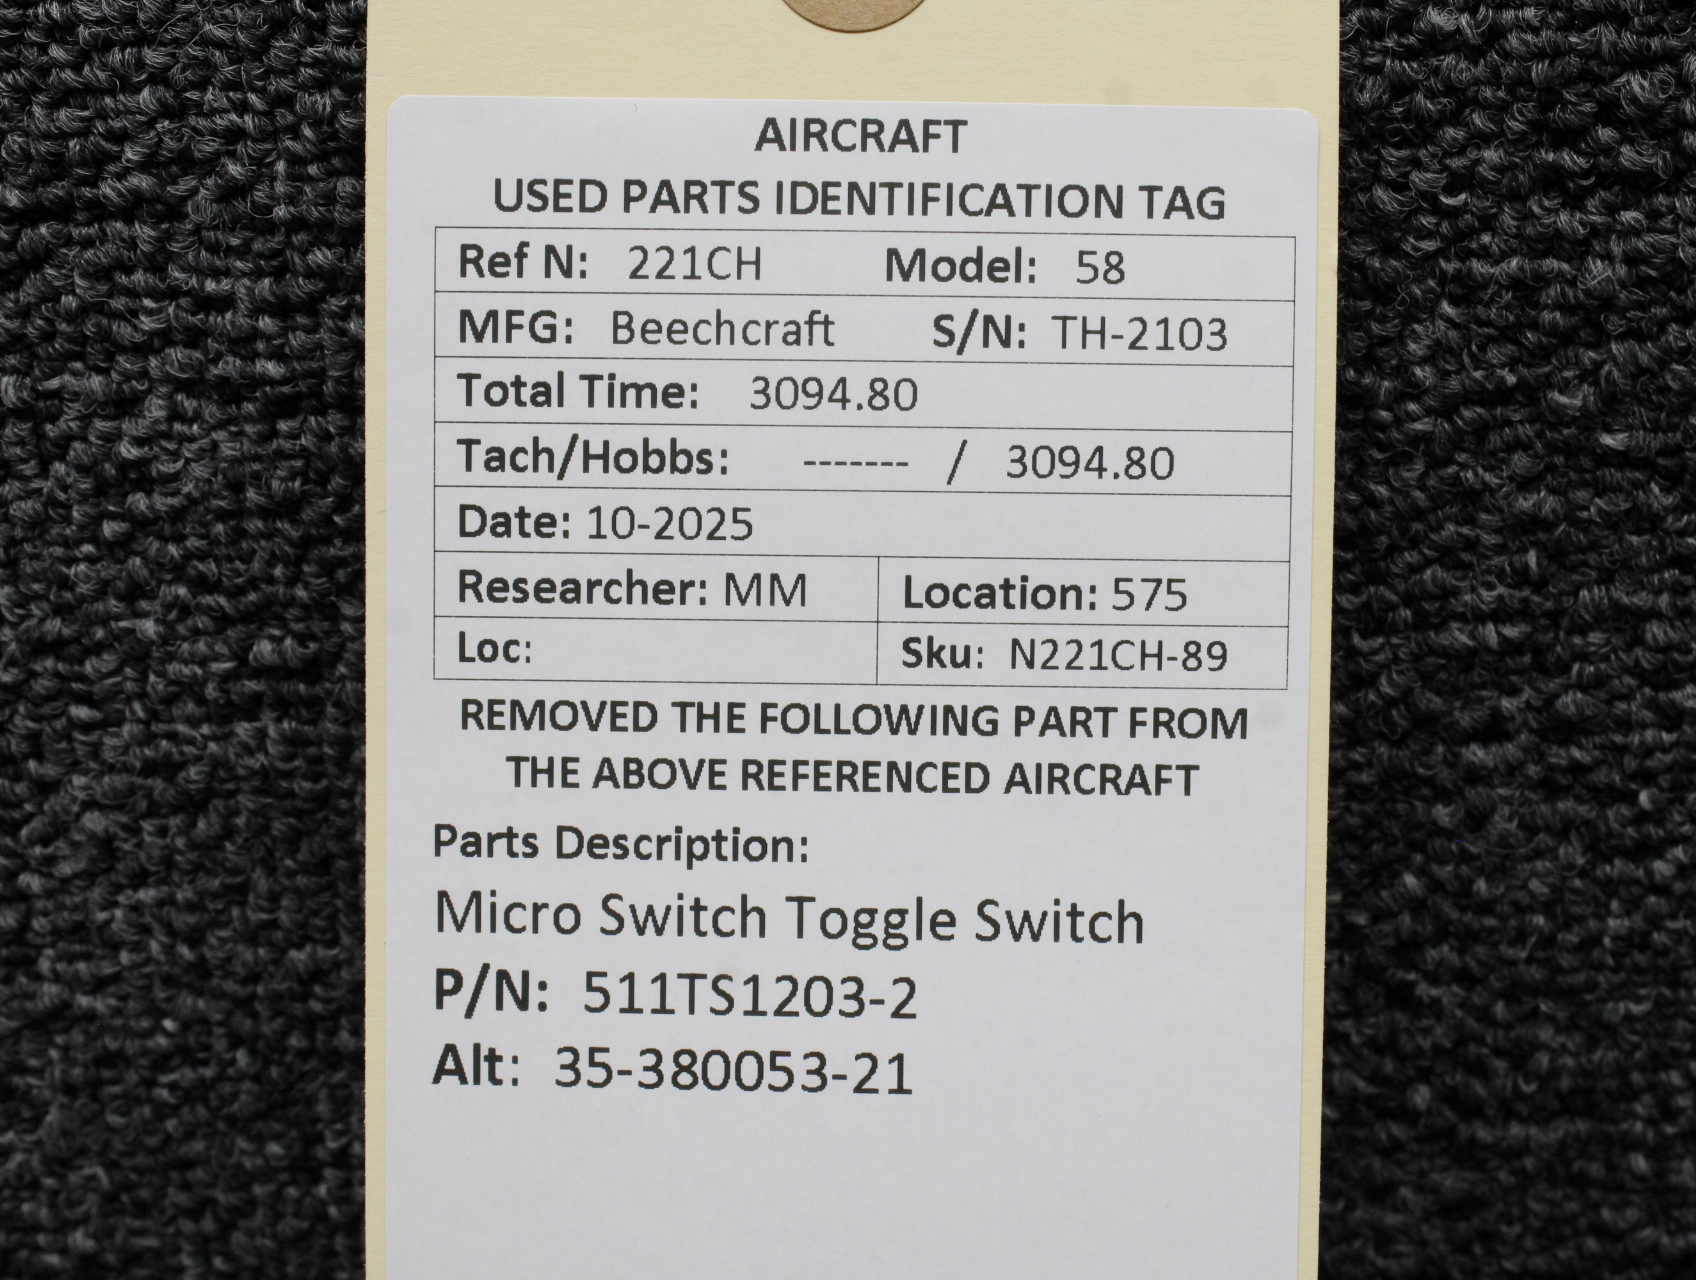 AIRCRAFT
USED PARTS IDENTIFICATION TAG
Ref N: 221CH Model: 58
MFG: Beechcraft S/N: TH-2103
Total Time: 3094.80
Tach/Hobbs: ------- / 3094.80
Date: 10-2025
Researcher: MM Location: 575
Loc: Sku: N221CH-89
REMOVED THE FOLLOWING PART FROM
THE ABOVE REFERENCED AIRCRAFT
Parts Description:
Micro Switch Toggle Switch
P/N: 511TS1203-2
Alt: 35-380053-21